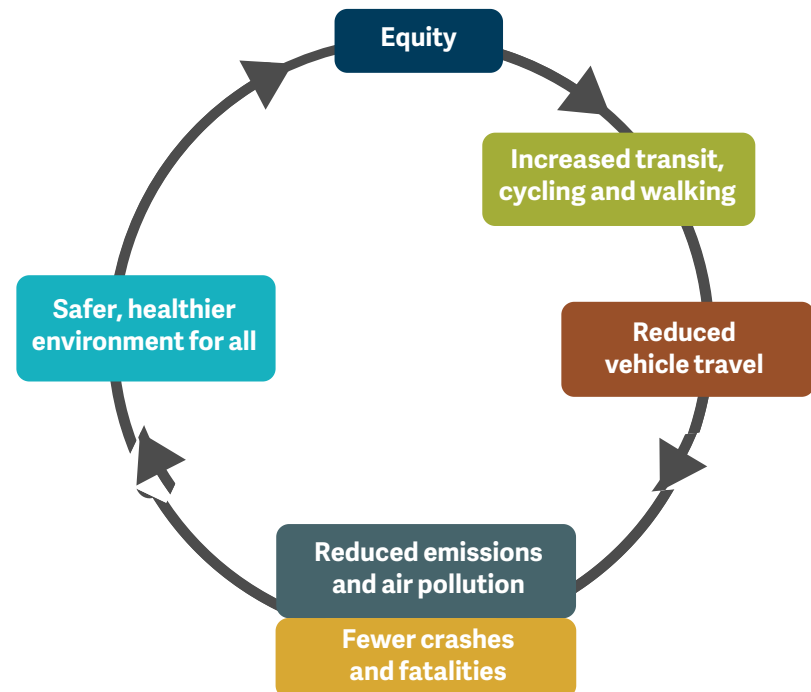 Equity
Increased transit,
cycling and walking
Reduced
vehicle travel
Reduced emissions
and air pollution
Fewer crashes
and fatalities
Safer, healthier
environment for all